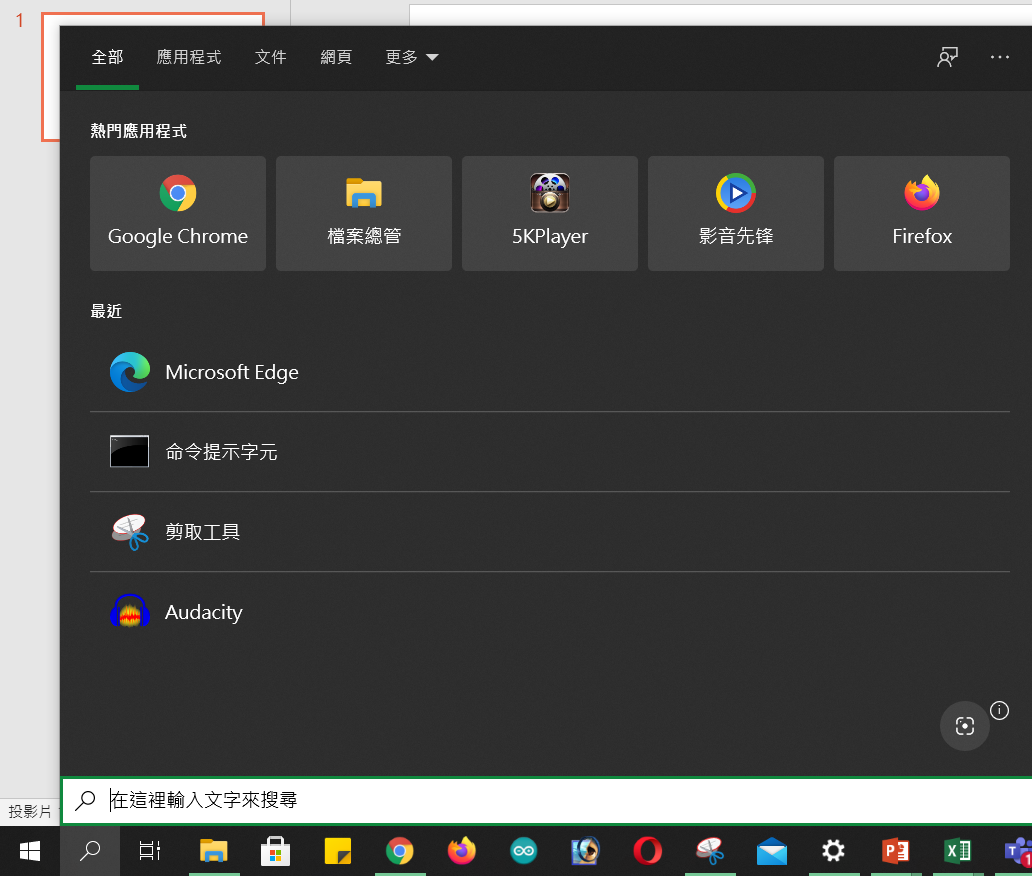 1
全部 應用程式 文件 網頁 更多
熱門應用程式
Google Chrome 檔案總管 5KPlayer 影音先锋 Firefox
最近
Microsoft Edge
命令提示字元
剪取工具
Audacity
在這裡輸入文字來搜尋
投影片
1